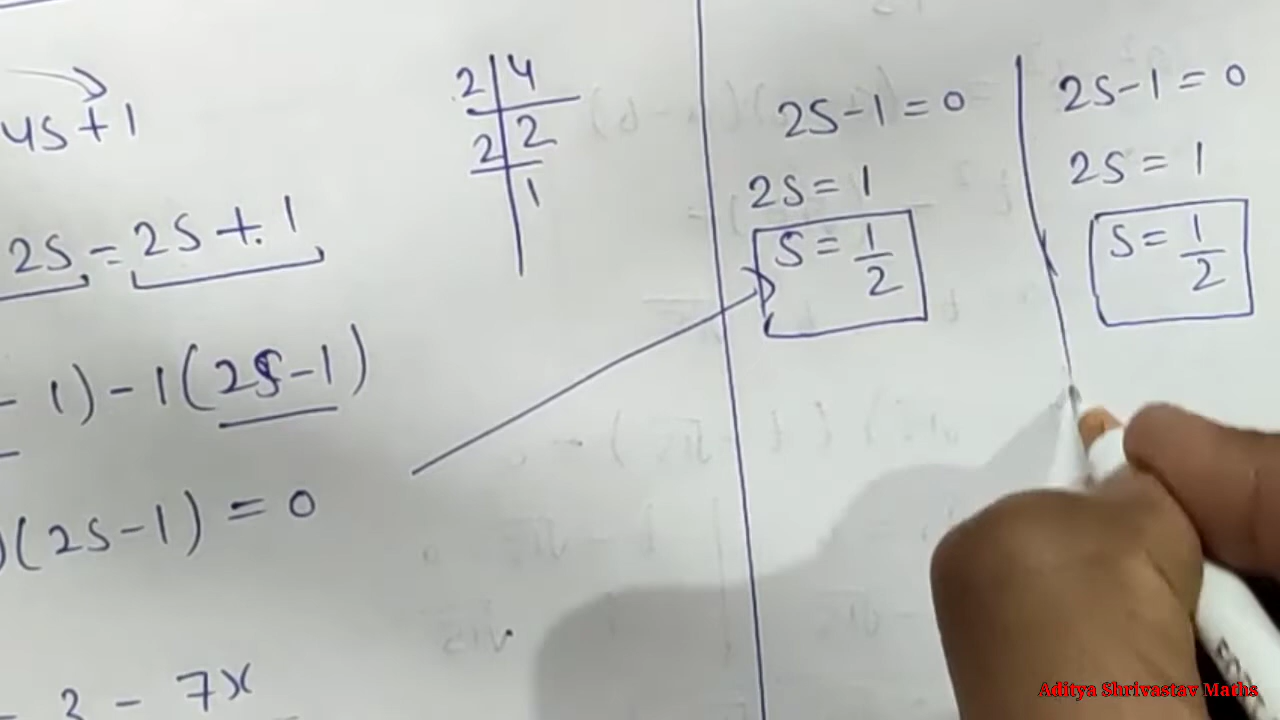 4s + 1
2s = 2s + 1
- 1) - 1 (2s - 1)
)(2s - 1) = 0
3 - 7x
2 | 4
2 | 2
1
2s - 1 = 0
2s = 1
s = 1/2
2s - 1 = 0
2s = 1
s = 1/2
Aditya Shrivastav Maths